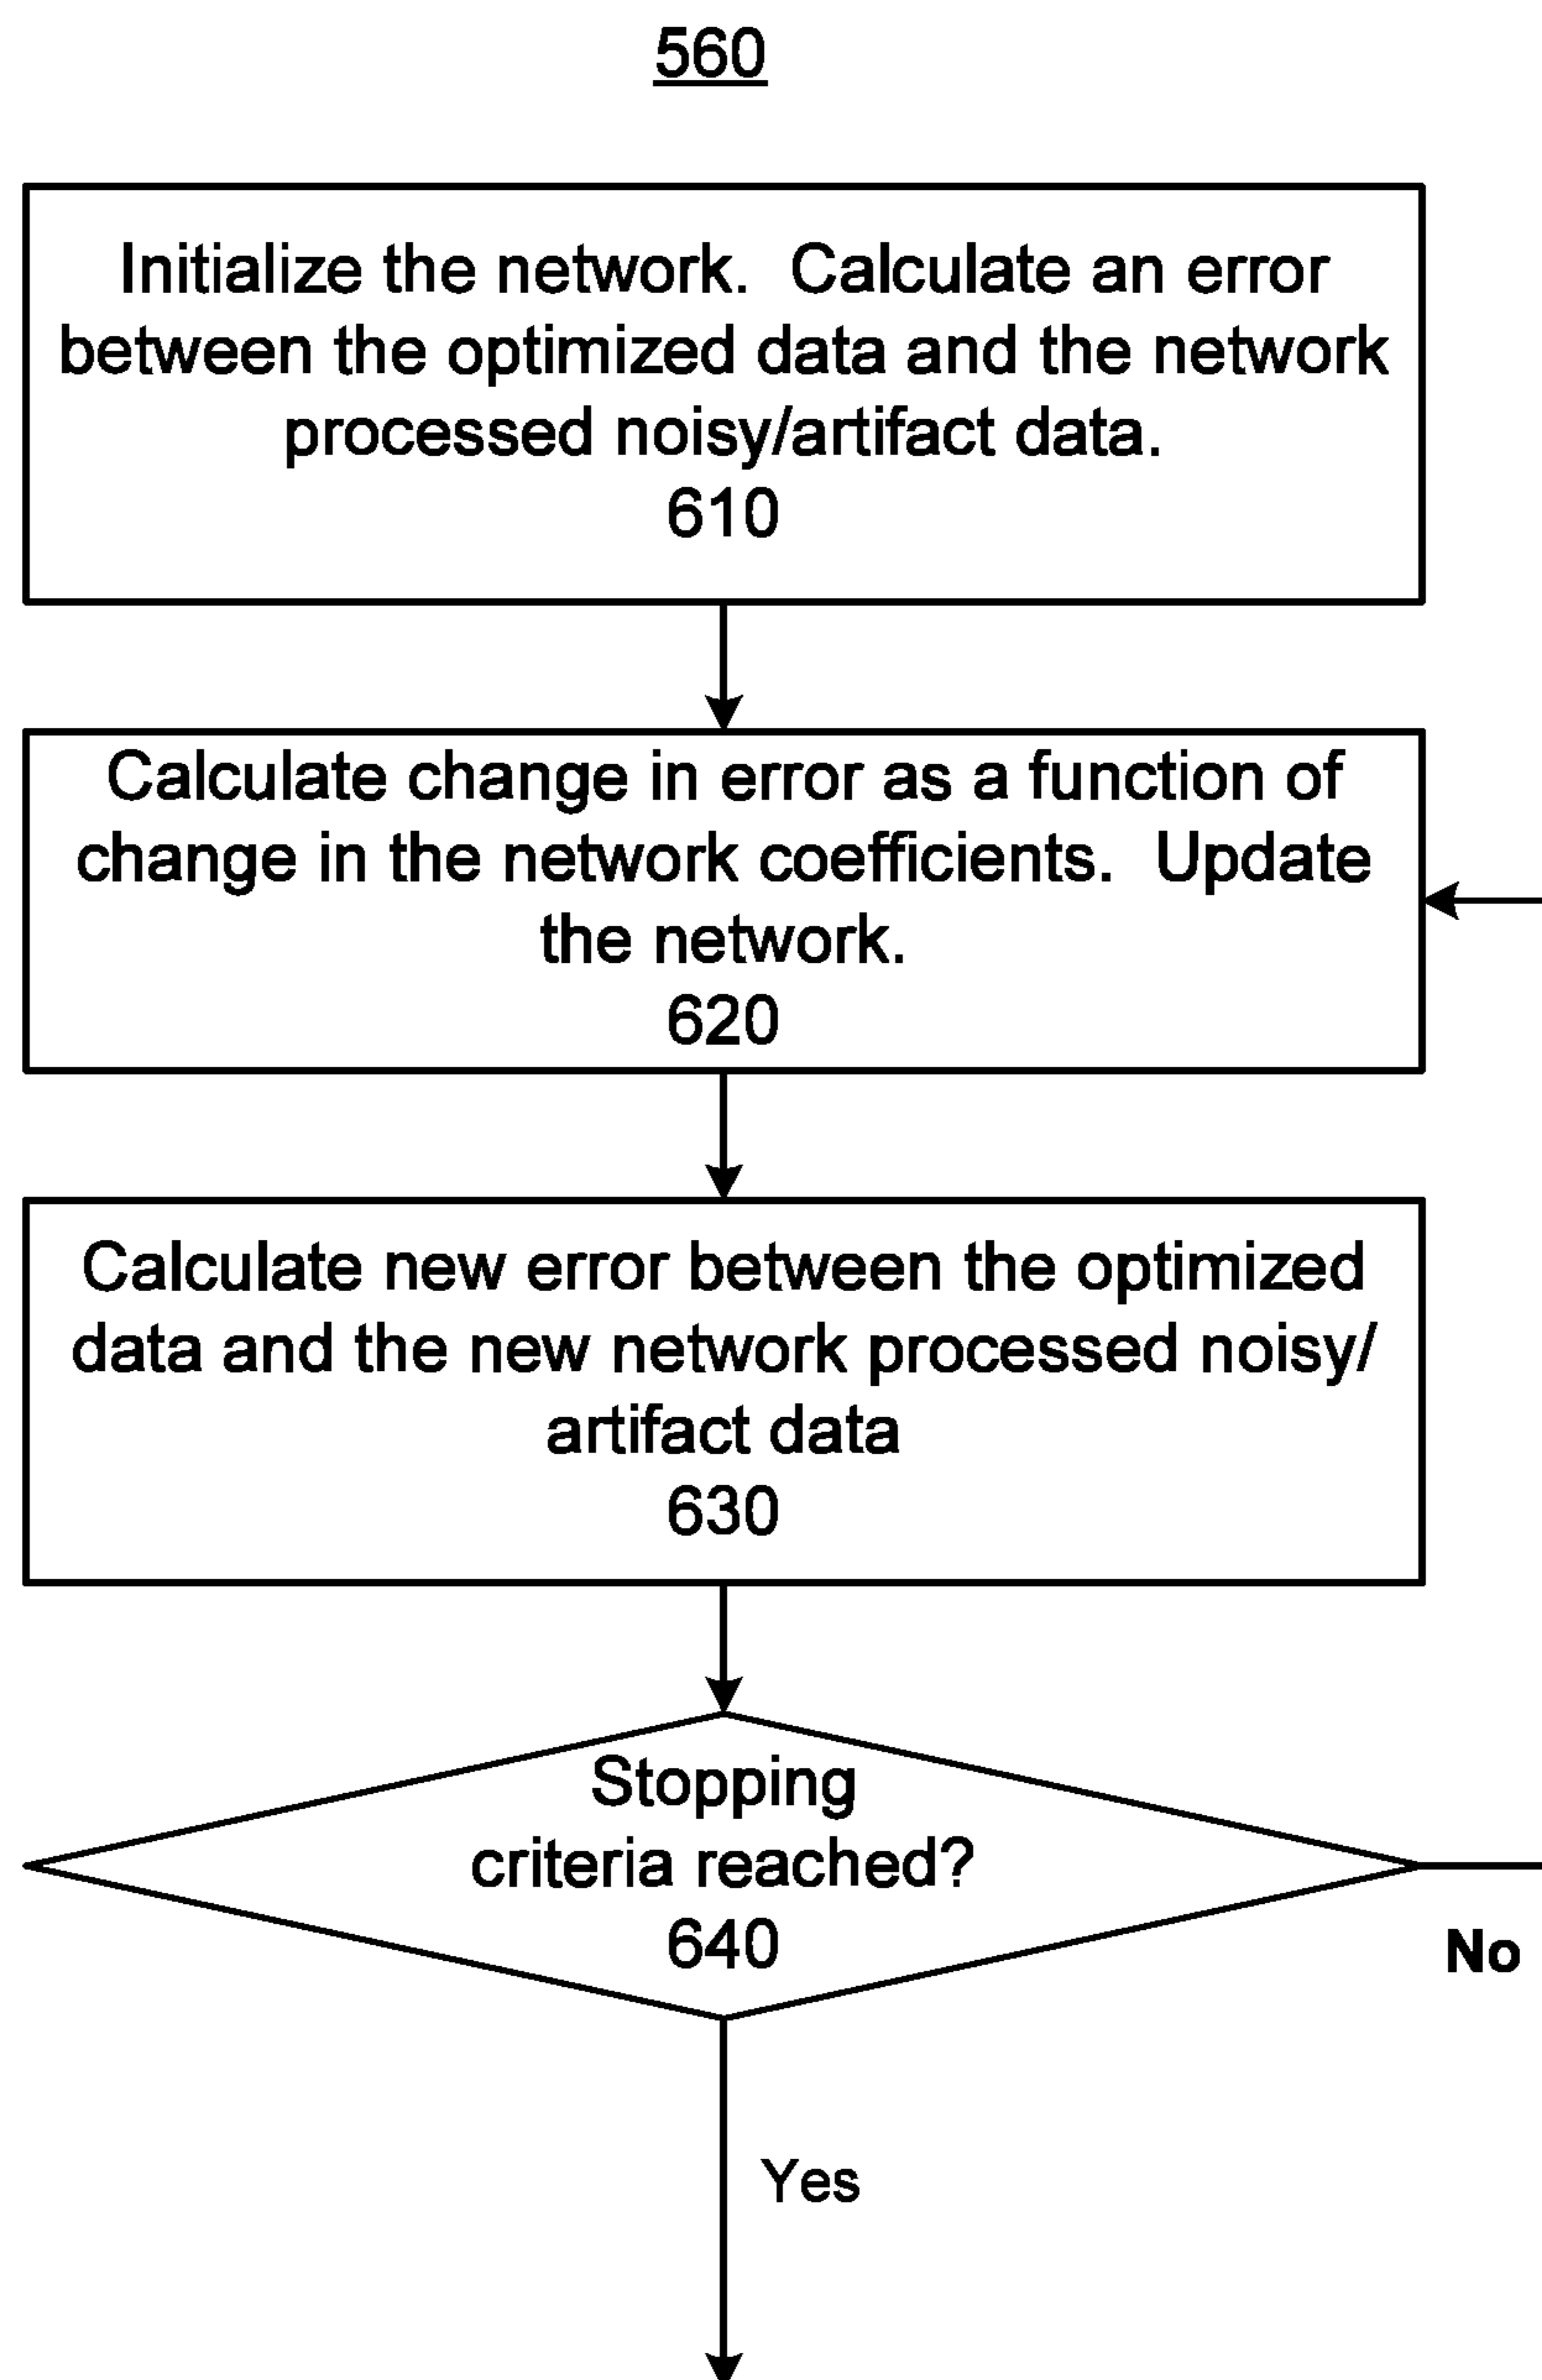 560
Initialize the network.  Calculate an error
between the optimized data and the network
processed noisy/artifact data.
610
Calculate change in error as a function of
change in the network coefficients.  Update
the network.
620
Calculate new error between the optimized
data and the new network processed noisy/
artifact data
630
Stopping
criteria reached?
640
No
Yes